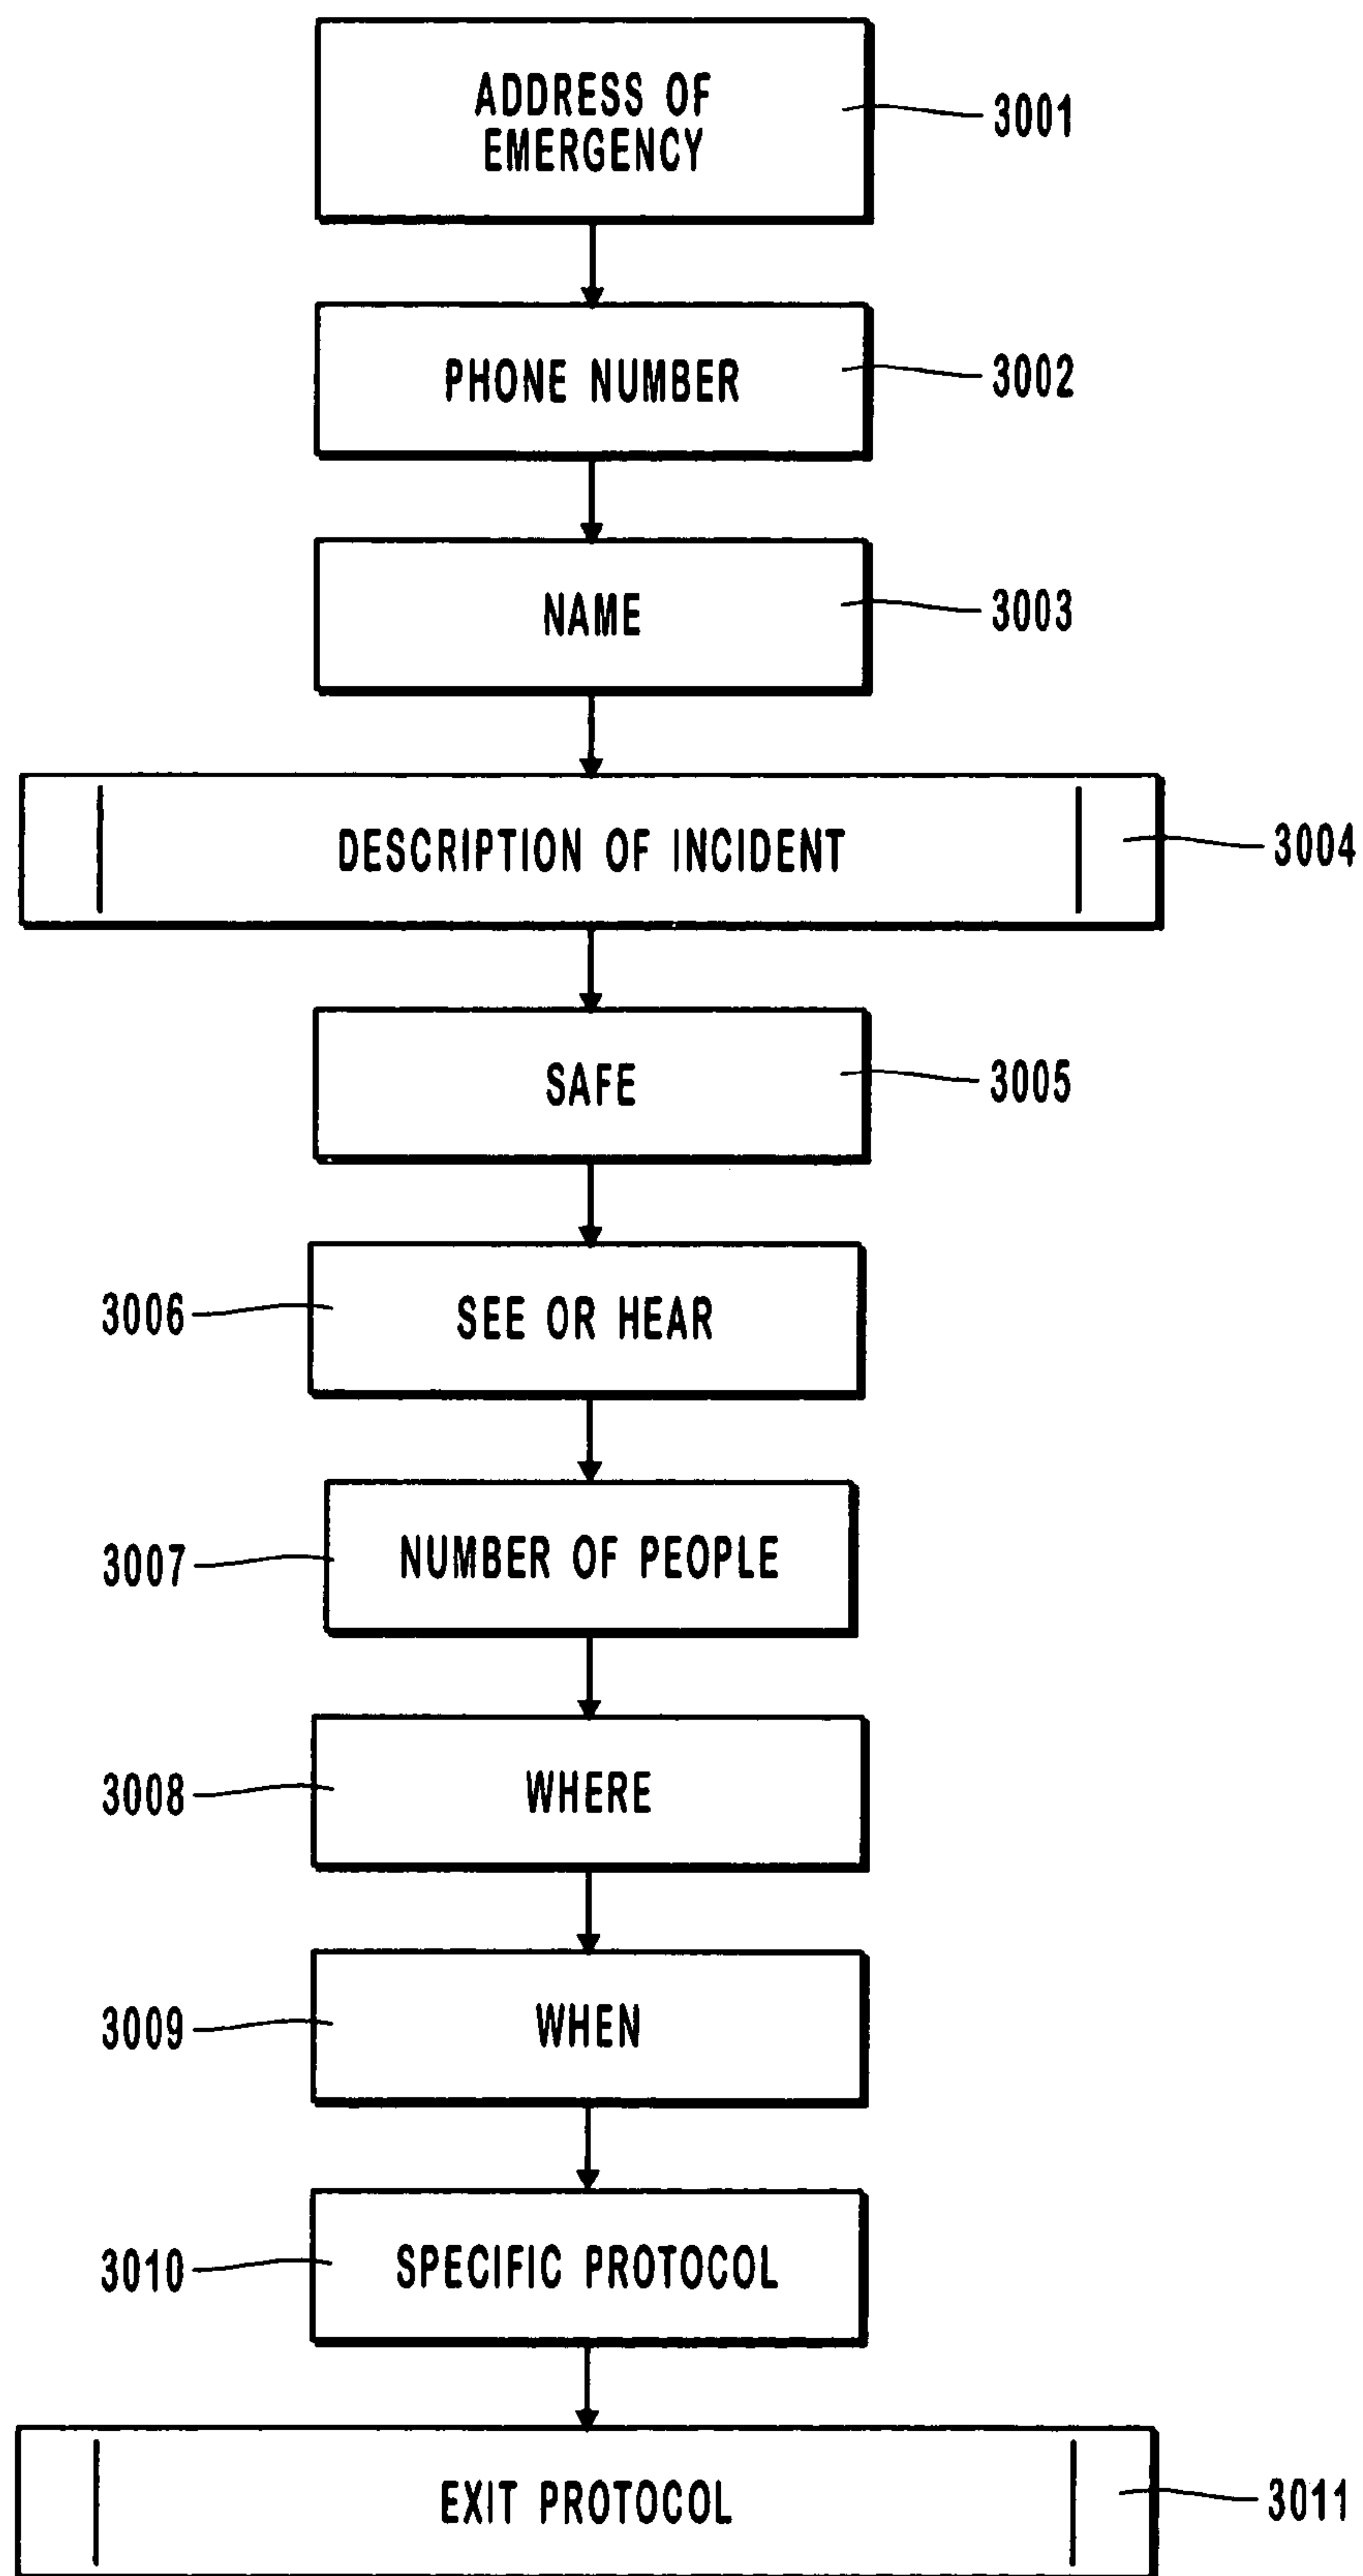 ADDRESS OF
EMERGENCY
3001
PHONE NUMBER
3002
NAME
3003
DESCRIPTION OF INCIDENT
3004
SAFE
3005
3006
SEE OR HEAR
3007
NUMBER OF PEOPLE
3008
WHERE
3009
WHEN
3010
SPECIFIC PROTOCOL
EXIT PROTOCOL
3011